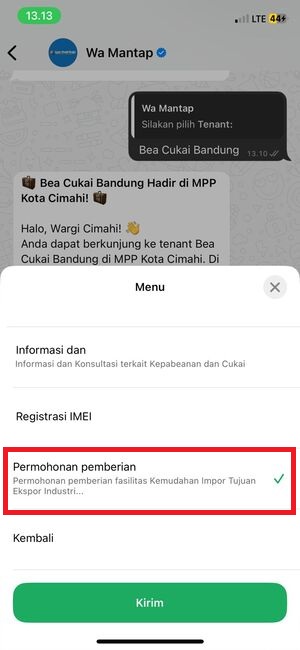 13.13
LTE 44
Wa Mantap
Wa Mantap
Silakan pilih Tenant:
Bea Cukai Bandung 13.10
Bea Cukai Bandung Hadir di MPP
Kota Cimahi!
Halo, Wargi Cimahi!
Anda dapat berkunjung ke tenant Bea
Cukai Bandung di MPP Kota Cimahi. Di
Menu
Informasi dan
Informasi dan Konsultasi terkait Kepabeanan dan Cukai
Registrasi IMEI
Permohonan pemberian
Permohonan pemberian fasilitas Kemudahan Impor Tujuan
Ekspor Industri...
Kembali
Kirim